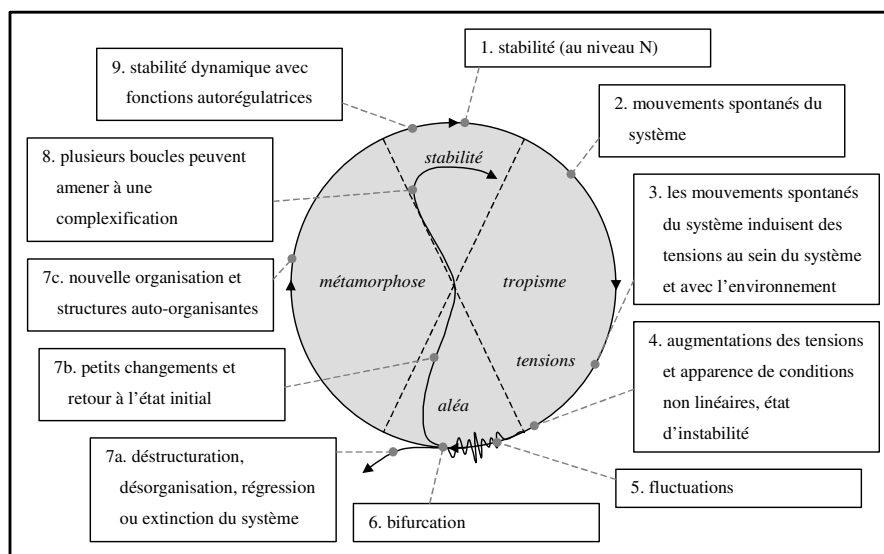 1. stabilité (au niveau N)
9. stabilité dynamique avec
fonctions autorégulatrices
2. mouvements spontanés du
système
8. plusieurs boucles peuvent
amener à une
complexification
stabilité
3. les mouvements spontanés
du système induisent des
tensions au sein du système
et avec l'environnement
7c. nouvelle organisation et
structures auto-organisantes
métamorphose
tropisme
4. augmentations des tensions
et apparence de conditions
non linéaires, état
d'instabilité
7b. petits changements et
retour à l'état initial
tensions
aléa
7a. déstructuration,
désorganisation, régression
ou extinction du système
5. fluctuations
6. bifurcation